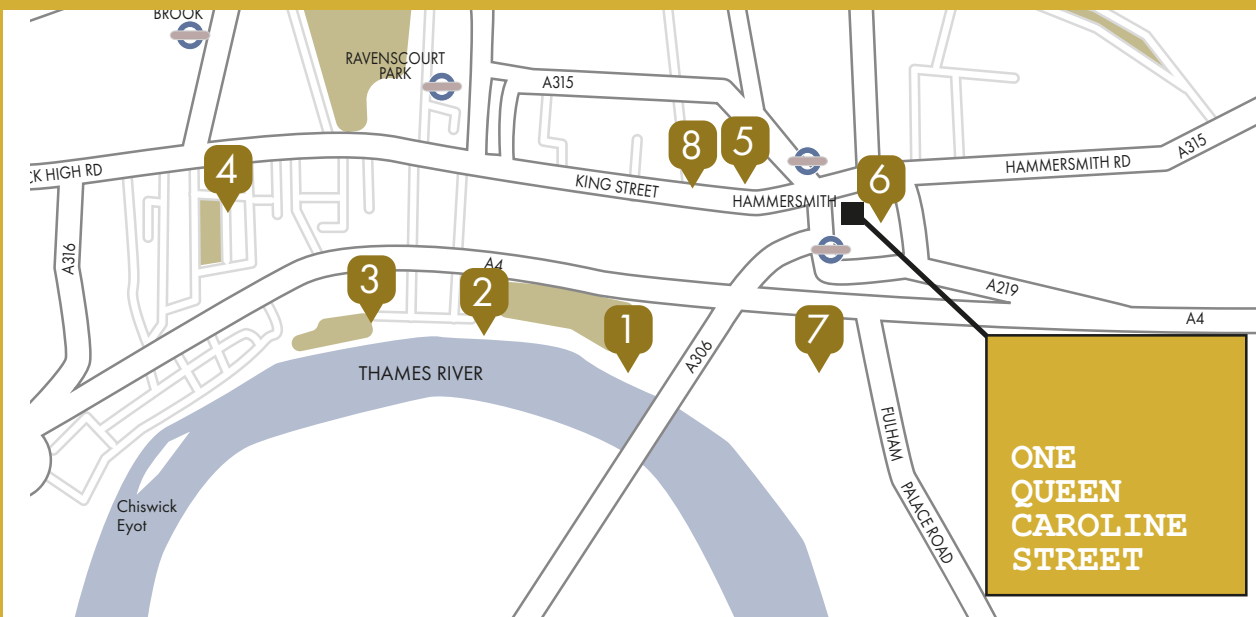 BROOK
RAVENSCOURT
PARK
A315
8
5
4
CK HIGH RD
KING STREET
HAMMERSMITH
6
HAMMERSMITH RD
A315
A316
A4
3
2
1
7
A219
A4
A306
THAMES RIVER
FULHAM
PALACE ROAD
Chiswick
Eyot
ONE
QUEEN
CAROLINE
STREET